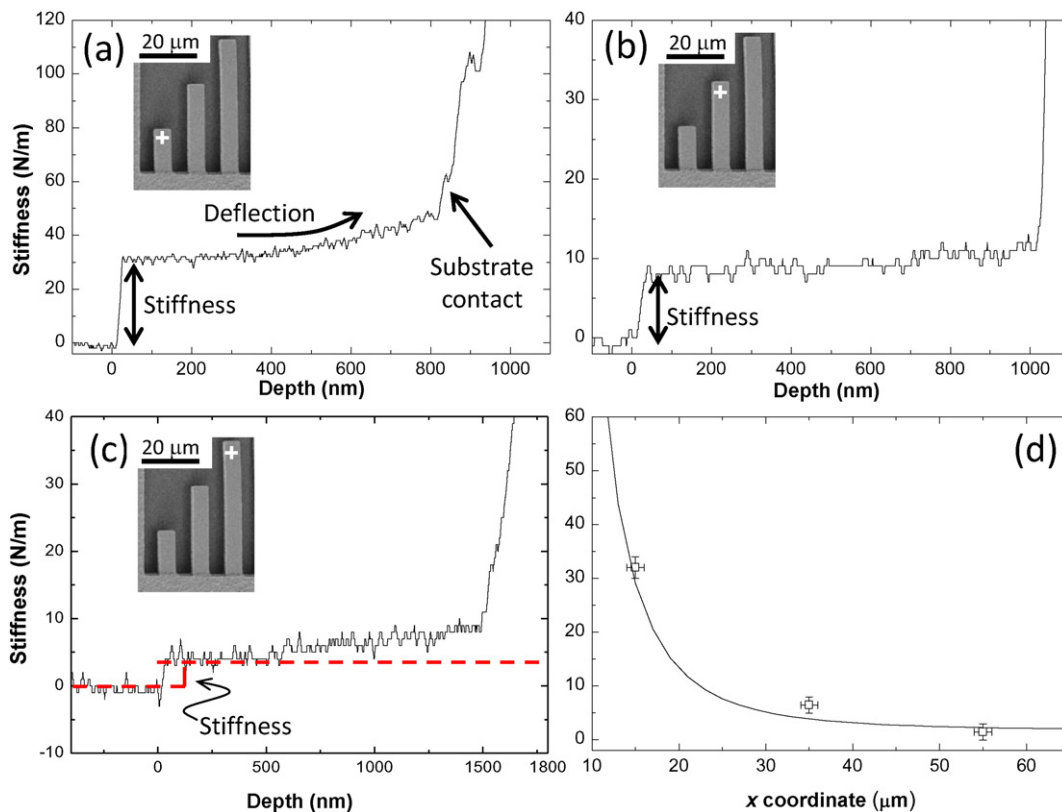 (a)
20 μm
Deflection
Stiffness
Substrate
contact
Stiffness (N/m)
120
100
80
60
40
20
0
0 200 400 600 800 1000
Depth (nm)
(b)
20 μm
Stiffness
40
30
20
10
0
0 200 400 600 800 1000
Depth (nm)
(c)
20 μm
Stiffness
Stiffness (N/m)
40
30
20
10
0
-10
0 500 1000 1500 1800
Depth (nm)
(d)
60
50
40
30
20
10
0
10 20 30 40 50 60
x coordinate (μm)